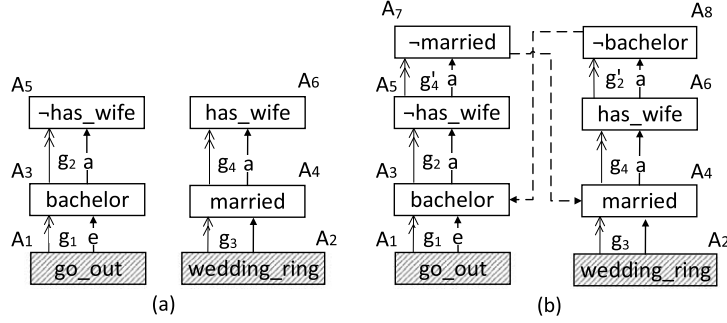 A5 A6
¬has_wife has_wife
g2 a g4 a
A3 A4
bachelor married
A1 g1 e g3 A2
go_out wedding_ring
(a)
A7 A8
¬married ¬bachelor
g'4 a g'2 a
A5 A6
¬has_wife has_wife
g2 a g4 a
A3 A4
bachelor married
A1 g1 e g3 A2
go_out wedding_ring
(b)